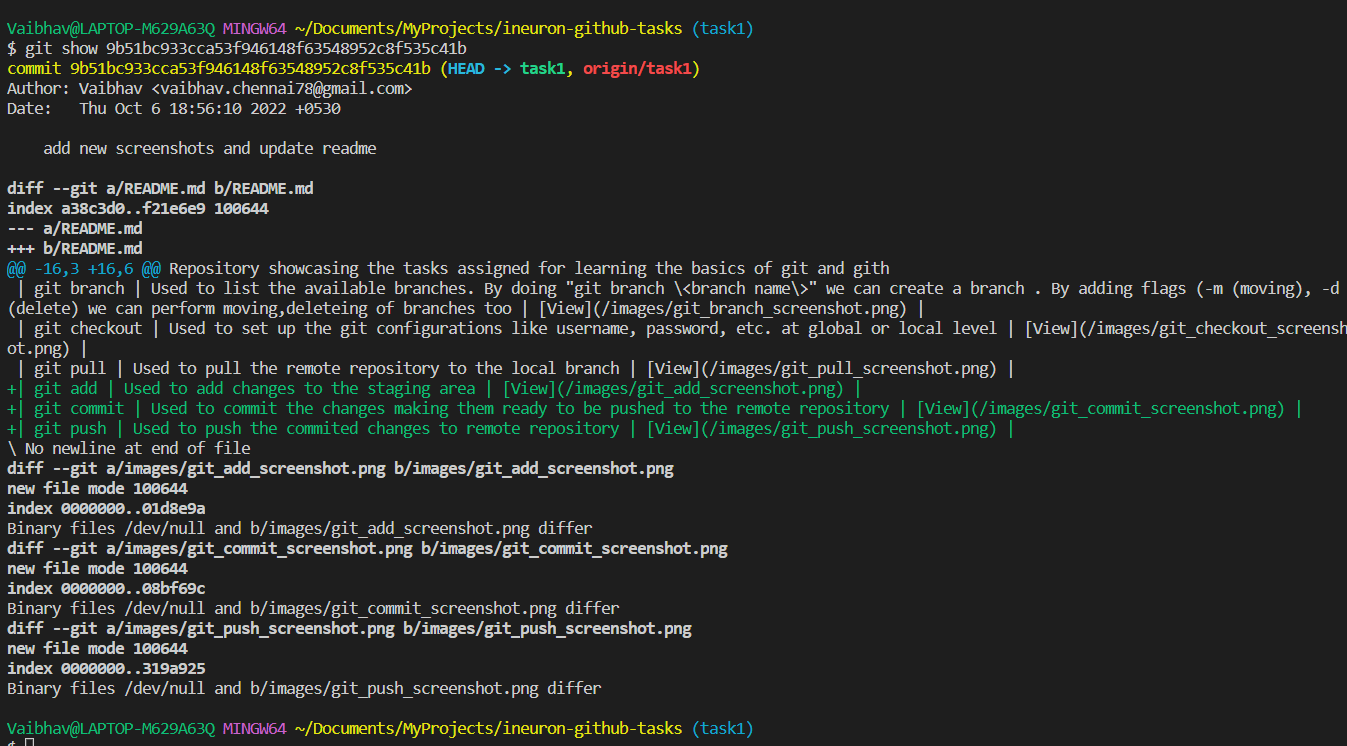 Vaibhav@LAPTOP-M629A63Q MINGW64 ~/Documents/MyProjects/ineuron-github-tasks (task1)
$ git show 9b51bc933cca53f946148f63548952c8f535c41b
commit 9b51bc933cca53f946148f63548952c8f535c41b (HEAD -> task1, origin/task1)
Author: Vaibhav <vaibhav.chennai78@gmail.com>
Date:   Thu Oct 6 18:56:10 2022 +0530

    add new screenshots and update readme

diff --git a/README.md b/README.md
index a38c3d0..f21e6e9 100644
--- a/README.md
+++ b/README.md
@@ -16,3 +16,6 @@ Repository showcasing the tasks assigned for learning the basics of git and gith
 | git branch | Used to list the available branches. By doing "git branch \<branch name\>" we can create a branch . By adding flags (-m (moving), -d
(delete) we can perform moving,deleteing of branches too | [View](/images/git_branch_screenshot.png) |
 | git checkout | Used to set up the git configurations like username, password, etc. at global or local level | [View](/images/git_checkout_screensh
ot.png) |
 | git pull | Used to pull the remote repository to the local branch | [View](/images/git_pull_screenshot.png) |
+| git add | Used to add changes to the staging area | [View](/images/git_add_screenshot.png) |
+| git commit | Used to commit the changes making them ready to be pushed to the remote repository | [View](/images/git_commit_screenshot.png) |
+| git push | Used to push the commited changes to remote repository | [View](/images/git_push_screenshot.png) |
\ No newline at end of file
diff --git a/images/git_add_screenshot.png b/images/git_add_screenshot.png
new file mode 100644
index 0000000..01d8e9a
Binary files /dev/null and b/images/git_add_screenshot.png differ
diff --git a/images/git_commit_screenshot.png b/images/git_commit_screenshot.png
new file mode 100644
index 0000000..08bf69c
Binary files /dev/null and b/images/git_commit_screenshot.png differ
diff --git a/images/git_push_screenshot.png b/images/git_push_screenshot.png
new file mode 100644
index 0000000..319a925
Binary files /dev/null and b/images/git_push_screenshot.png differ

Vaibhav@LAPTOP-M629A63Q MINGW64 ~/Documents/MyProjects/ineuron-github-tasks (task1)
$